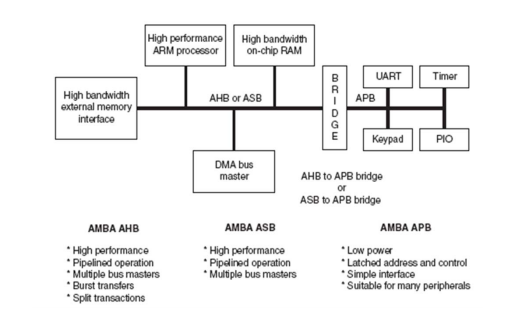 High performance
ARM processor
High bandwidth
on-chip RAM
High bandwidth
external memory
interface
AHB or ASB
B
R
I
D
G
E
APB
UART
Timer
Keypad
PIO
DMA bus
master
AHB to APB bridge
or
ASB to APB bridge
AMBA AHB
* High performance
* Pipelined operation
* Multiple bus masters
* Burst transfers
* Split transactions
AMBA ASB
* High performance
* Pipelined operation
* Multiple bus masters
AMBA APB
* Low power
* Latched address and control
* Simple interface
* Suitable for many peripherals